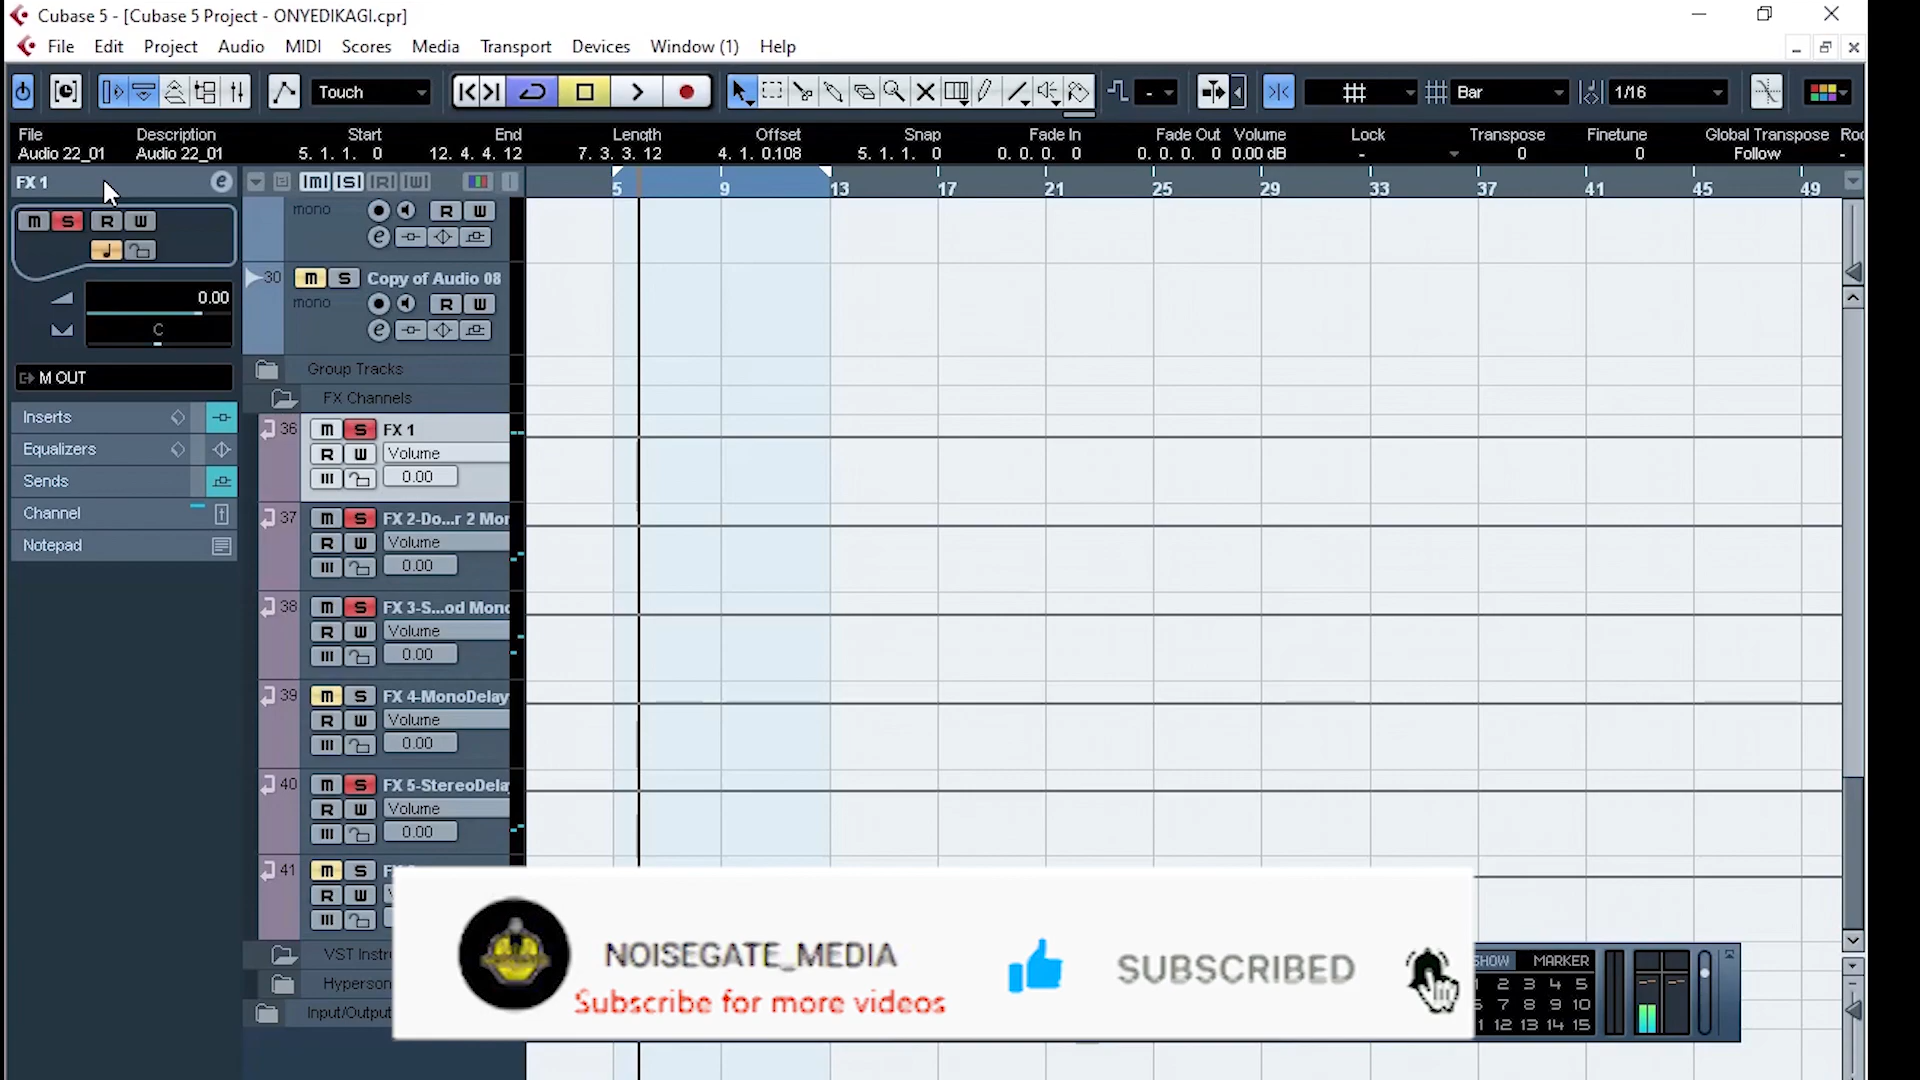 Cubase 5 - [Cubase 5 Project - ONYEDIKAGI.cpr]
File Edit Project Audio MIDI Scores Media Transport Devices Window (1) Help
Touch
Bar
1/16
File Description Start End Length Offset Snap Fade In Fade Out Volume Lock Transpose Finetune Global Transpose
Audio 22_01 Audio 22_01 5. 1. 1. 0 12. 4. 4. 12 7. 3. 3. 12 4. 1. 0.108 5. 1. 1. 0 0. 0. 0. 0 0. 0. 0. 0 0.00 dB - 0 0 Follow -
FX 1
M S R W
0.00
C
M OUT
Inserts
Equalizers
Sends
Channel
Notepad
5 9 13 17 21 25 29 33 37 41 45 49
mono
R W
30 M S Copy of Audio 08
mono R W
Group Tracks
FX Channels
36 M S FX 1
R W Volume
0.00
37 M S FX 2-Do...r 2 Mon
R W Volume
0.00
38 M S FX 3-S...od Mono
R W Volume
0.00
39 M S FX 4-MonoDelay
R W Volume
0.00
40 M S FX 5-StereoDela
R W Volume
0.00
41 M S
R W
VST Instru
Hyperson
Input/Output
NOISEGATE_MEDIA
Subscribe for more videos
SUBSCRIBED
SHOW MARKER
1 2 3 4 5
6 7 8 9 10
11 12 13 14 15